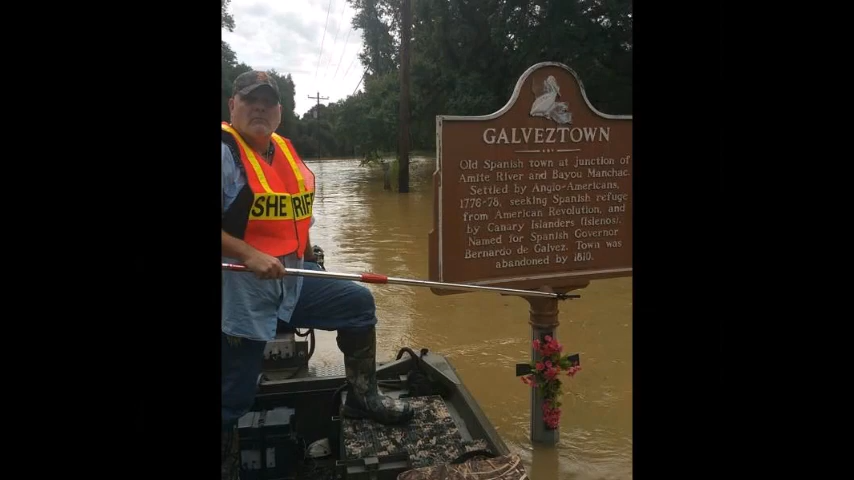 SHERIFF
GALVEZTOWN
Old Spanish town at junction of
Amite River and Bayou Manchac.
Settled by Anglo-Americans,
1776-78, seeking Spanish refuge
from American Revolution, and
by Canary Islanders (Islenos).
Named for Spanish Governor
Bernardo de Galvez. Town was
abandoned by 1810.